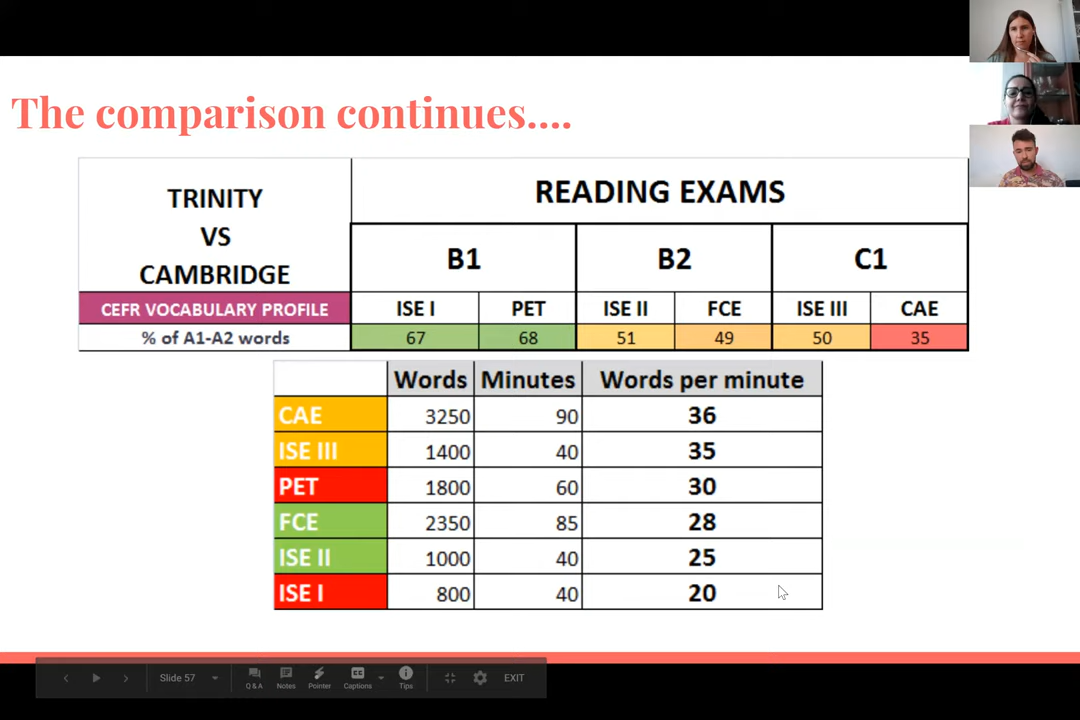 The comparison continues....
TRINITY
VS
CAMBRIDGE
READING EXAMS
B1 B2 C1
CEFR VOCABULARY PROFILE ISE I PET ISE II FCE ISE III CAE
% of A1-A2 words 67 68 51 49 50 35
Words Minutes Words per minute
CAE 3250 90 36
ISE III 1400 40 35
PET 1800 60 30
FCE 2350 85 28
ISE II 1000 40 25
ISE I 800 40 20
Slide 57 Q & A Notes Pointer Captions Tips EXIT